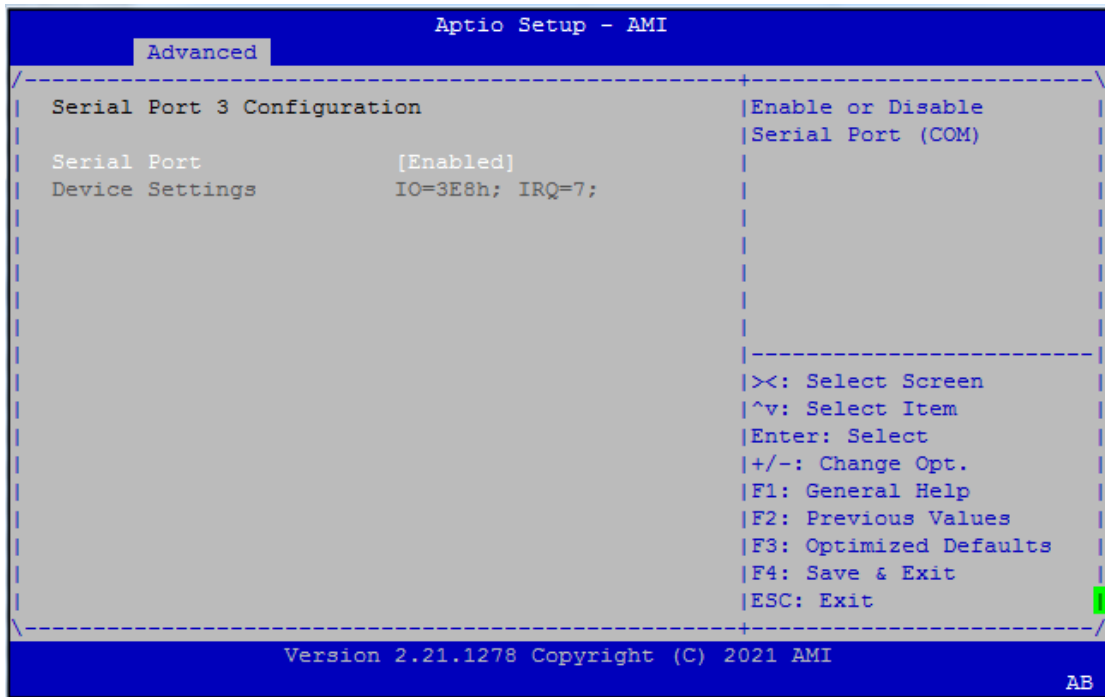 Aptio Setup - AMI
Advanced
Serial Port 3 Configuration
Serial Port [Enabled]
Device Settings IO=3E8h; IRQ=7;
Enable or Disable
Serial Port (COM)
><: Select Screen
^v: Select Item
Enter: Select
+/-: Change Opt.
F1: General Help
F2: Previous Values
F3: Optimized Defaults
F4: Save & Exit
ESC: Exit
Version 2.21.1278 Copyright (C) 2021 AMI
AB